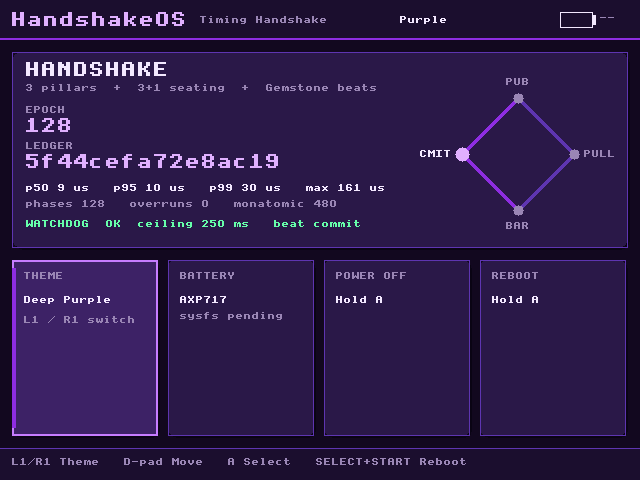 HandshakeOS Timing Handshake Purple --
HANDSHAKE
3 pillars + 3+1 seating + Gemstone beats
EPOCH
128
LEDGER
5f44cefa72e8ac19
p50 9 us p95 10 us p99 30 us max 161 us
phases 128 overruns 0 monatomic 480
WATCHDOG OK ceiling 250 ms beat commit
PUB
CMIT
PULL
BAR
THEME
Deep Purple
L1 / R1 switch
BATTERY
AXP717
sysfs pending
POWER OFF
Hold A
REBOOT
Hold A
L1/R1 Theme D-pad Move A Select SELECT+START Reboot